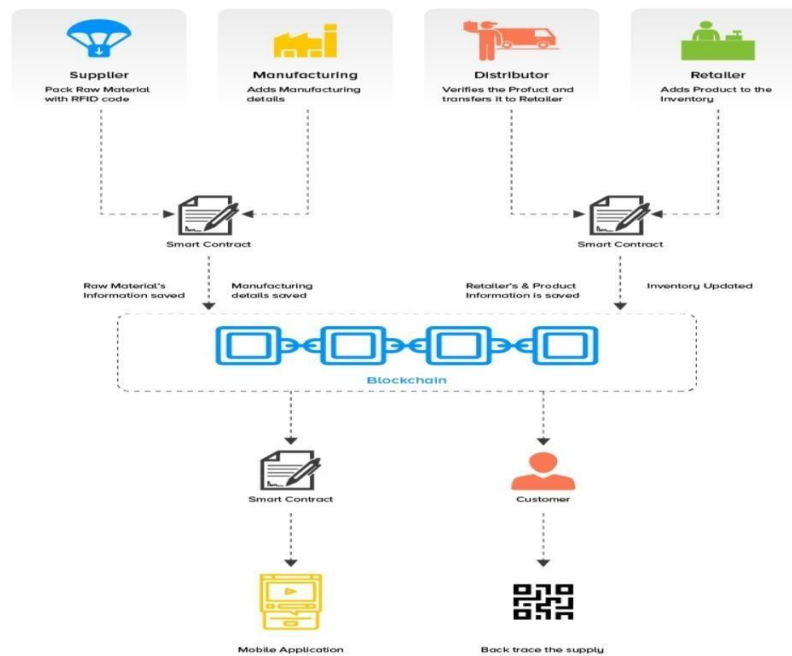 Supplier
Pack Raw Material
with RFID code
Manufacturing
Adds Manufacturing
details
Distributor
Verifies the Profuct and
transfers it to Retailer
Retailer
Adds Product to the
Inventory
Smart Contract
Smart Contract
Raw Material's
Information saved
Manufacturing
details saved
Retailer's & Product
Information is saved
Inventory Updated
Blockchain
Smart Contract
Customer
Mobile Application
Back trace the supply